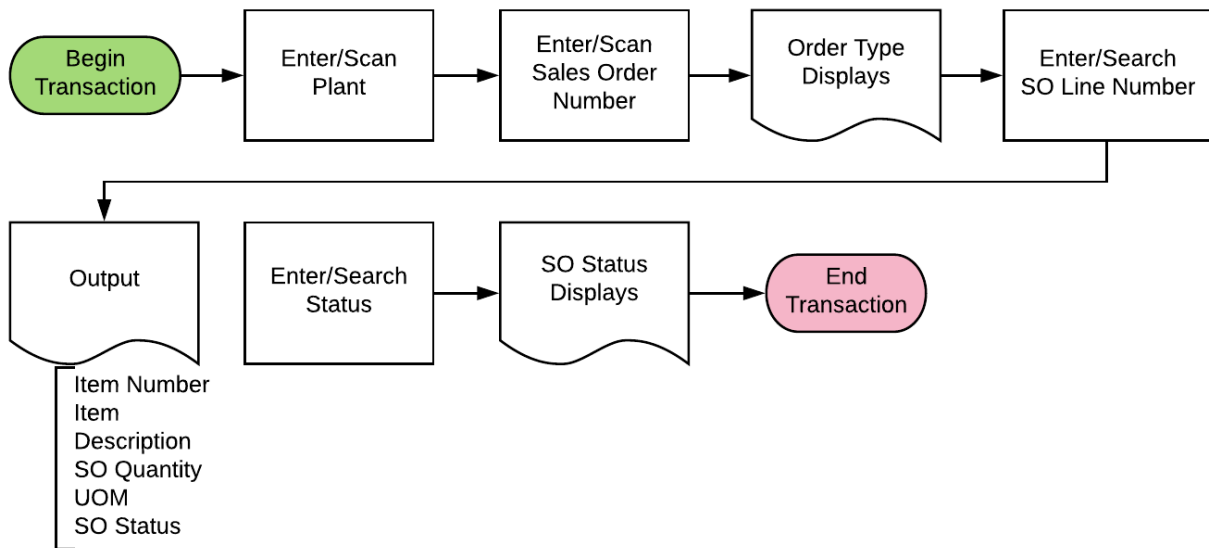 Begin
Transaction
Enter/Scan
Plant
Enter/Scan
Sales Order
Number
Order Type
Displays
Enter/Search
SO Line Number
Output
Item Number
Item
Description
SO Quantity
UOM
SO Status
Enter/Search
Status
SO Status
Displays
End
Transaction